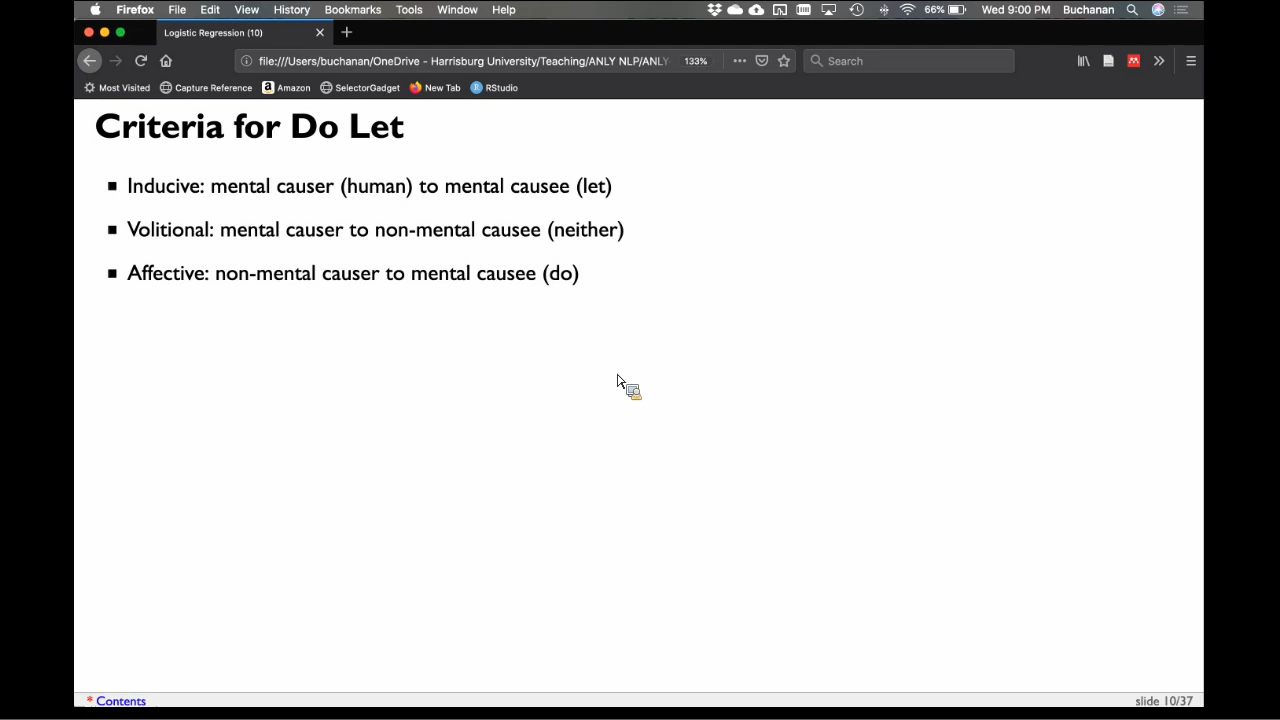 Firefox File Edit View History Bookmarks Tools Window Help 66% Wed 9:00 PM Buchanan
Logistic Regression (10)
file:///Users/buchanan/OneDrive - Harrisburg University/Teaching/ANLY NLP/ANLY 133% Search
Most Visited Capture Reference Amazon SelectorGadget New Tab RStudio
Criteria for Do Let
Inducive: mental causer (human) to mental causee (let)
Volitional: mental causer to non-mental causee (neither)
Affective: non-mental causer to mental causee (do)
* Contents slide 10/37